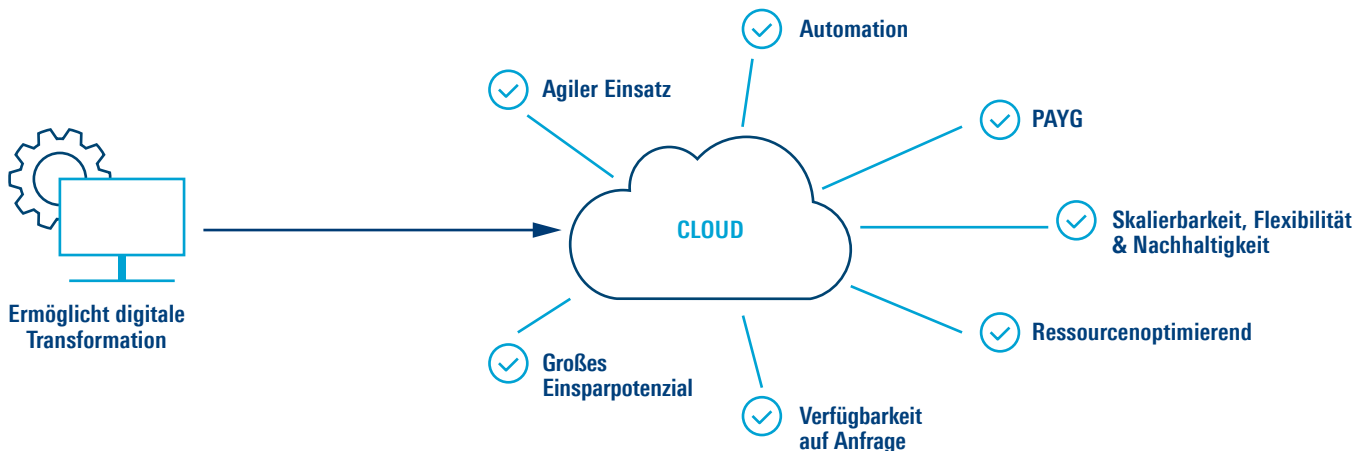 Automation
Agiler Einsatz
PAYG
Skalierbarkeit, Flexibilität
& Nachhaltigkeit
CLOUD
Ermöglicht digitale
Transformation
Ressourcenoptimierend
Großes
Einsparpotenzial
Verfügbarkeit
auf Anfrage